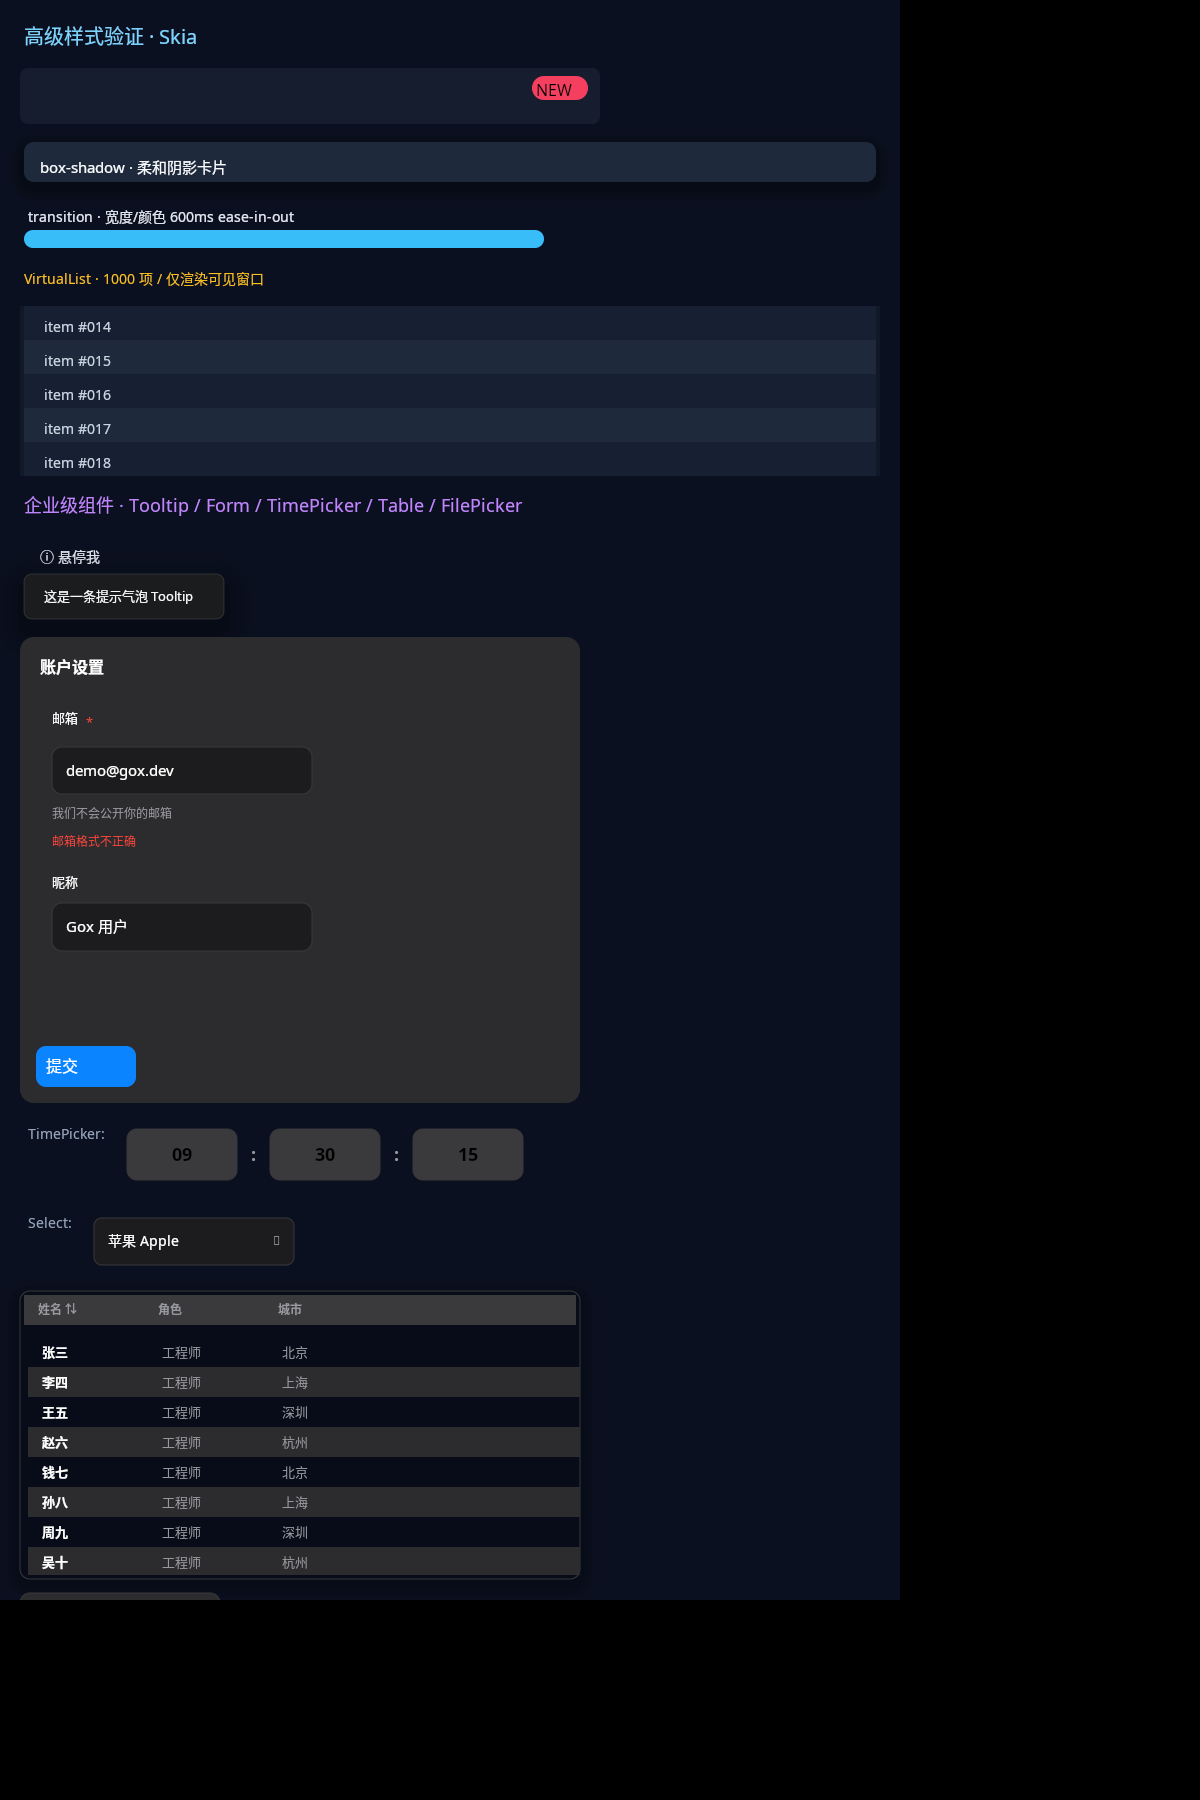 高级样式验证 · Skia
NEW
box-shadow · 柔和阴影卡片
transition · 宽度/颜色 600ms ease-in-out
VirtualList · 1000 项 / 仅渲染可见窗口
item #014
item #015
item #016
item #017
item #018
企业级组件 · Tooltip / Form / TimePicker / Table / FilePicker
ⓘ 悬停我
这是一条提示气泡 Tooltip
账户设置
邮箱 *
demo@gox.dev
我们不会公开你的邮箱
邮箱格式不正确
昵称
Gox 用户
提交
TimePicker: 09 : 30 : 15
Select: 苹果 Apple
姓名 ⇅ 角色 城市
张三 工程师 北京
李四 工程师 上海
王五 工程师 深圳
赵六 工程师 杭州
钱七 工程师 北京
孙八 工程师 上海
周九 工程师 深圳
吴十 工程师 杭州